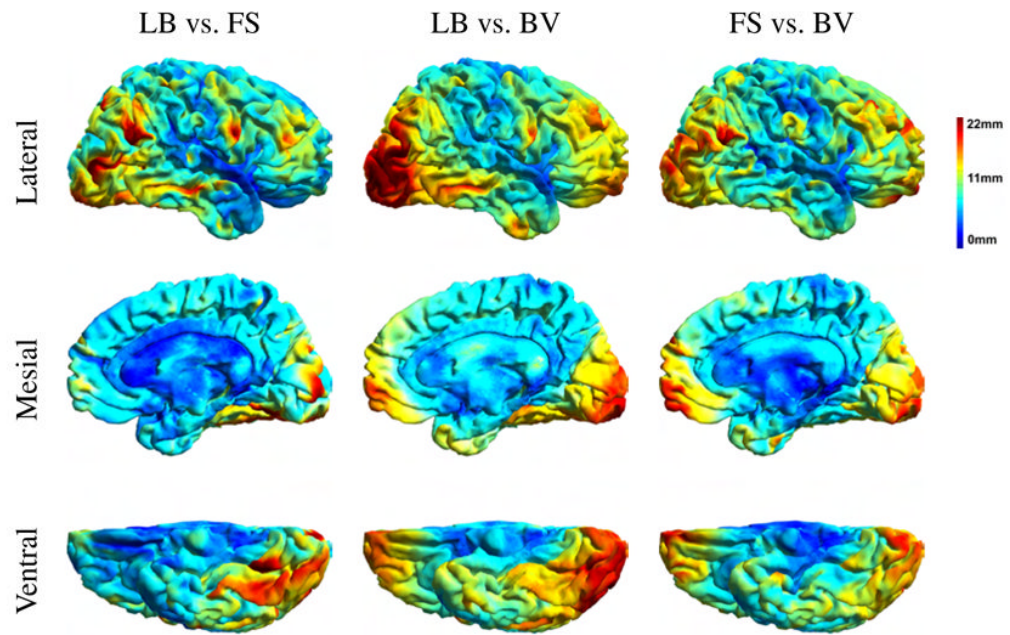 LB vs. FS
LB vs. BV
FS vs. BV
Lateral
22mm
11mm
0mm
Mesial
Ventral